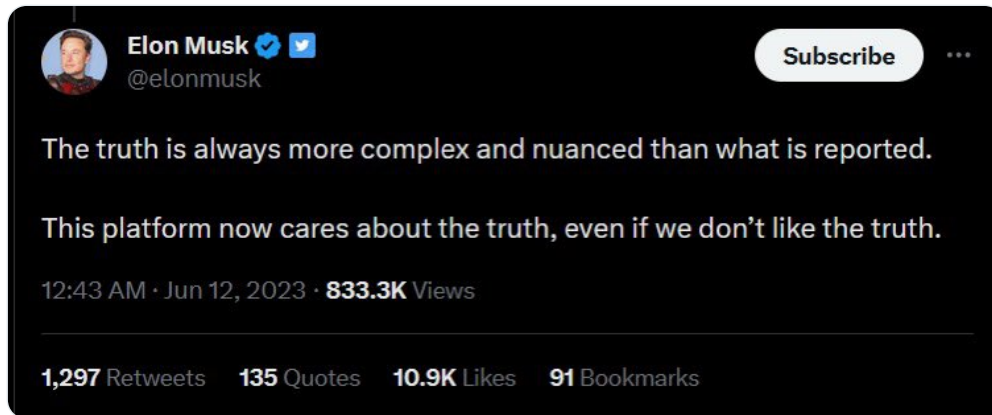 Elon Musk
@elonmusk
Subscribe
The truth is always more complex and nuanced than what is reported.
This platform now cares about the truth, even if we don’t like the truth.
12:43 AM · Jun 12, 2023 · 833.3K Views
1,297 Retweets 135 Quotes 10.9K Likes 91 Bookmarks